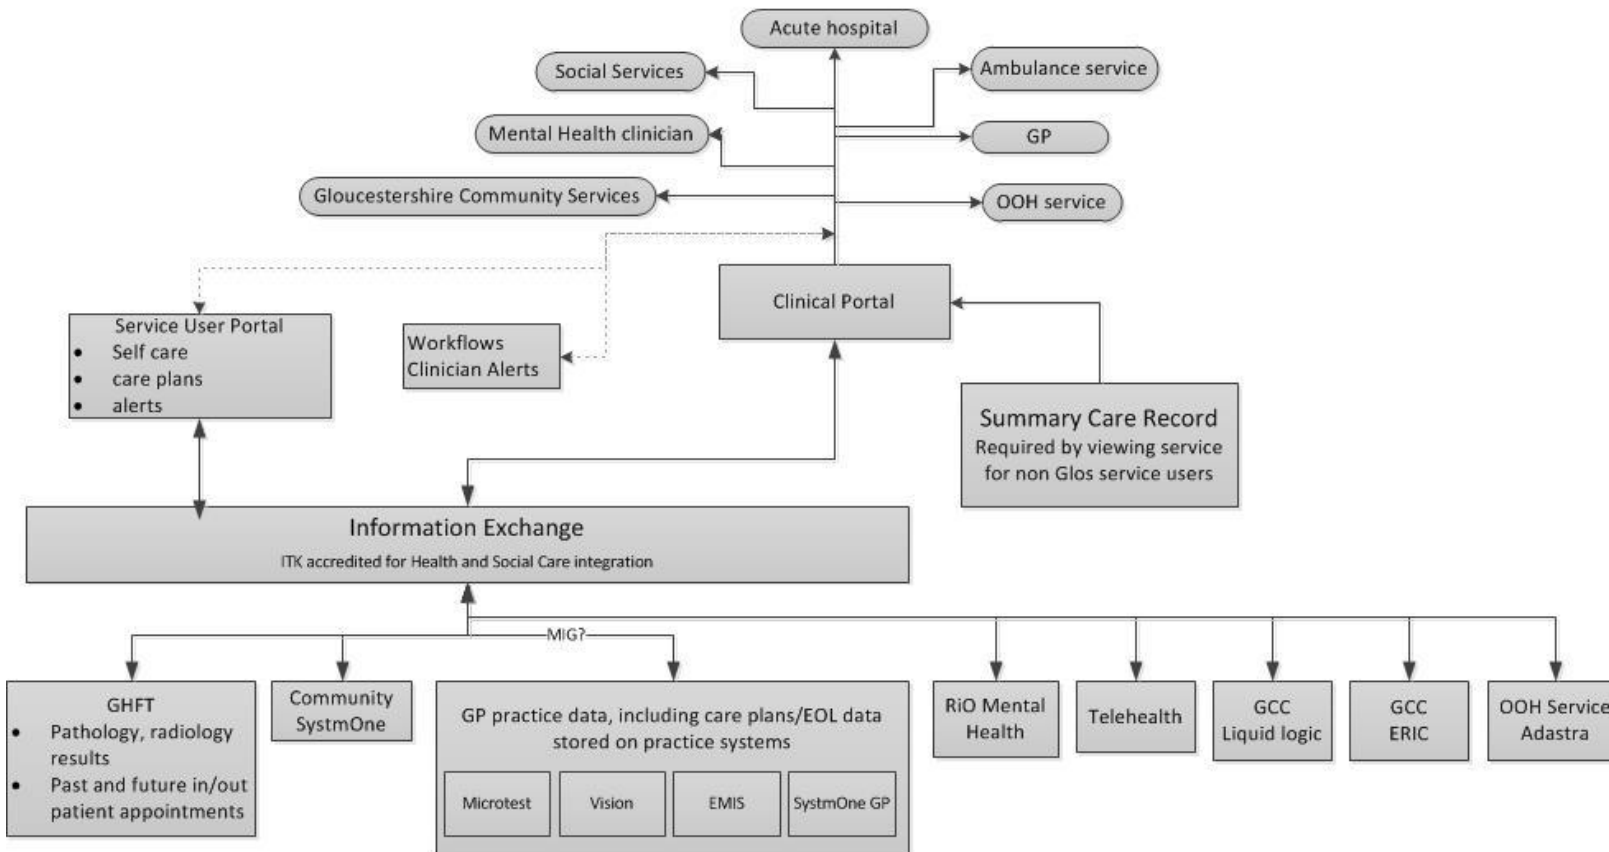 Acute hospital
Social Services
Ambulance service
Mental Health clinician
GP
Gloucestershire Community Services
OOH service
Clinical Portal
Service User Portal
• Self care
• care plans
• alerts
Workflows
Clinician Alerts
Summary Care Record
Required by viewing service
for non Glos service users
Information Exchange
ITK accredited for Health and Social Care integration
MIG?
GHFT
• Pathology, radiology
results
• Past and future in/out
patient appointments
Community
SystmOne
GP practice data, including care plans/EOL data
stored on practice systems
Microtest
Vision
EMIS
SystmOne GP
RiO Mental
Health
Telehealth
GCC
Liquid logic
GCC
ERIC
OOH Service
Adastra